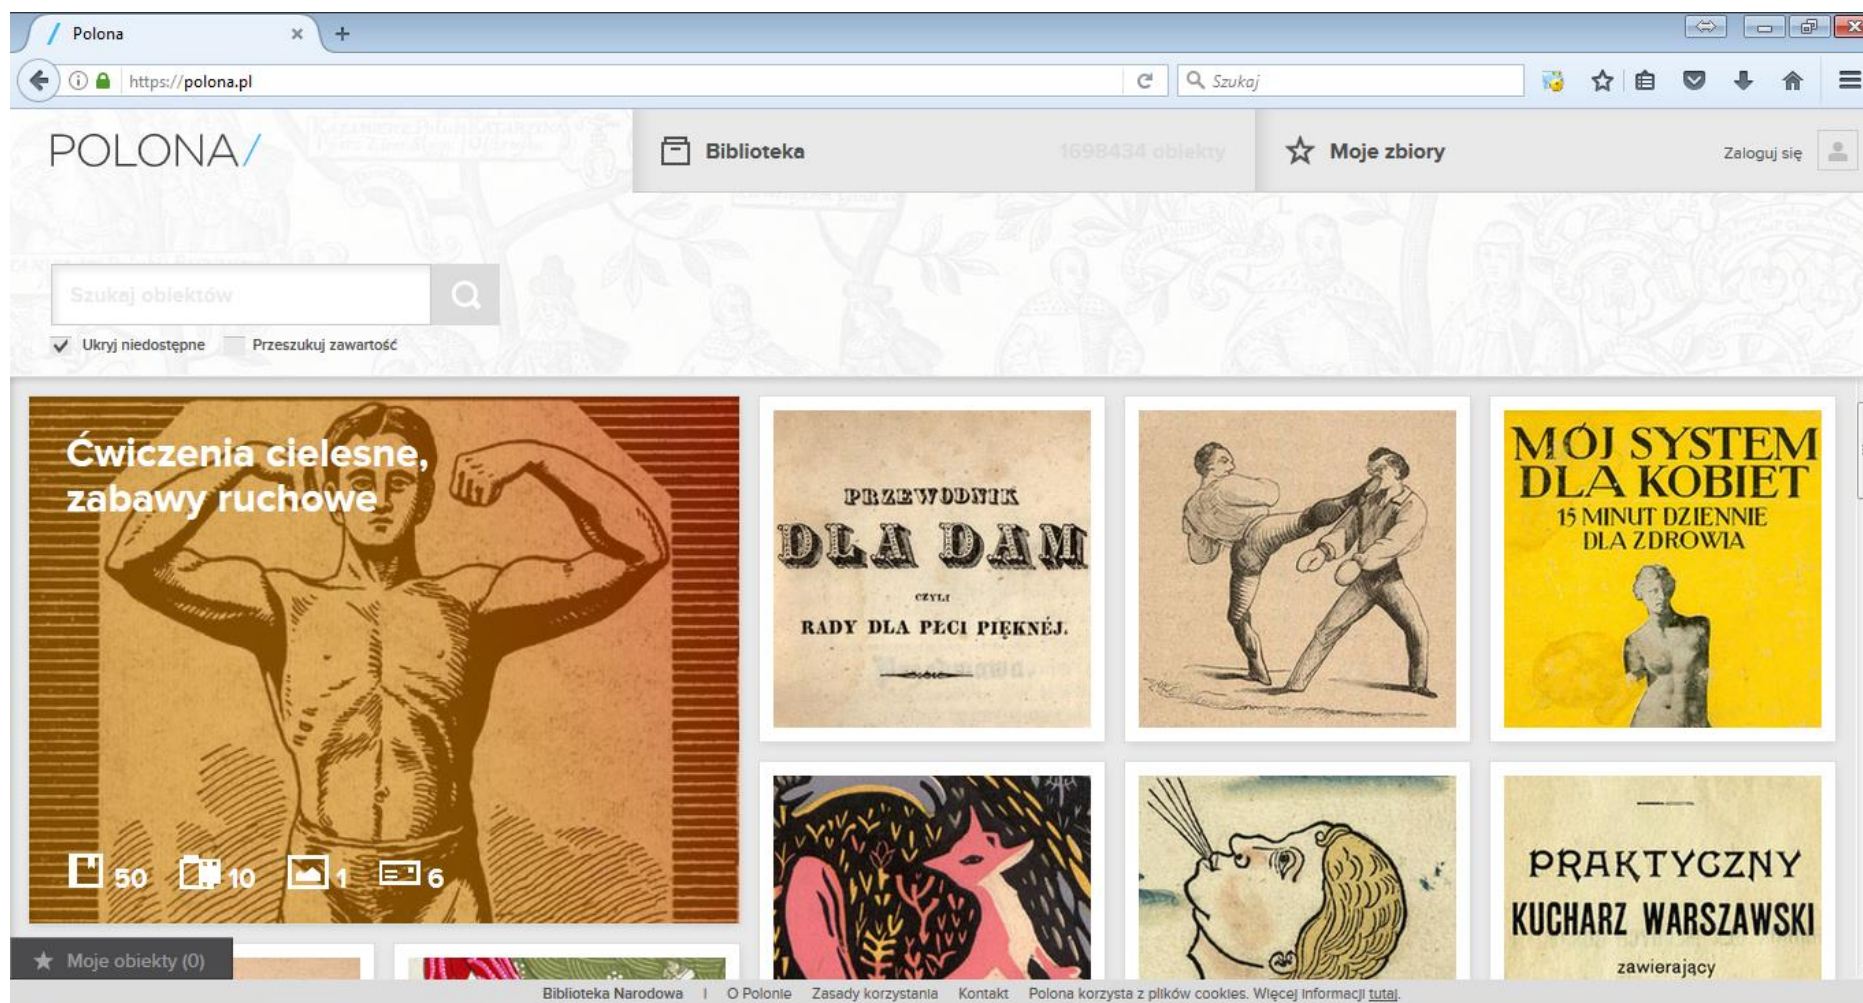 Polona
https://polona.pl
Szukaj
POLONA/
Biblioteka
1698434 obiekty
Moje zbiory
Zaloguj się
Szukaj obiektów
Ukryj niedostępne
Przeszukuj zawartość
Ćwiczenia cielesne,
zabawy ruchowe
50
10
1
6
PRZEWODNIK
DLA DAM
CZYLI
RADY DLA PŁCI PIĘKNÉJ.
MÓJ SYSTEM
DLA KOBIET
15 MINUT DZIENNIE
DLA ZDROWIA
PRAKTYCZNY
KUCHARZ WARSZAWSKI
zawierający
Moje obiekty (0)
Biblioteka Narodowa | O Polonie Zasady korzystania Kontakt Polona korzysta z plików cookies. Więcej informacji tutaj.